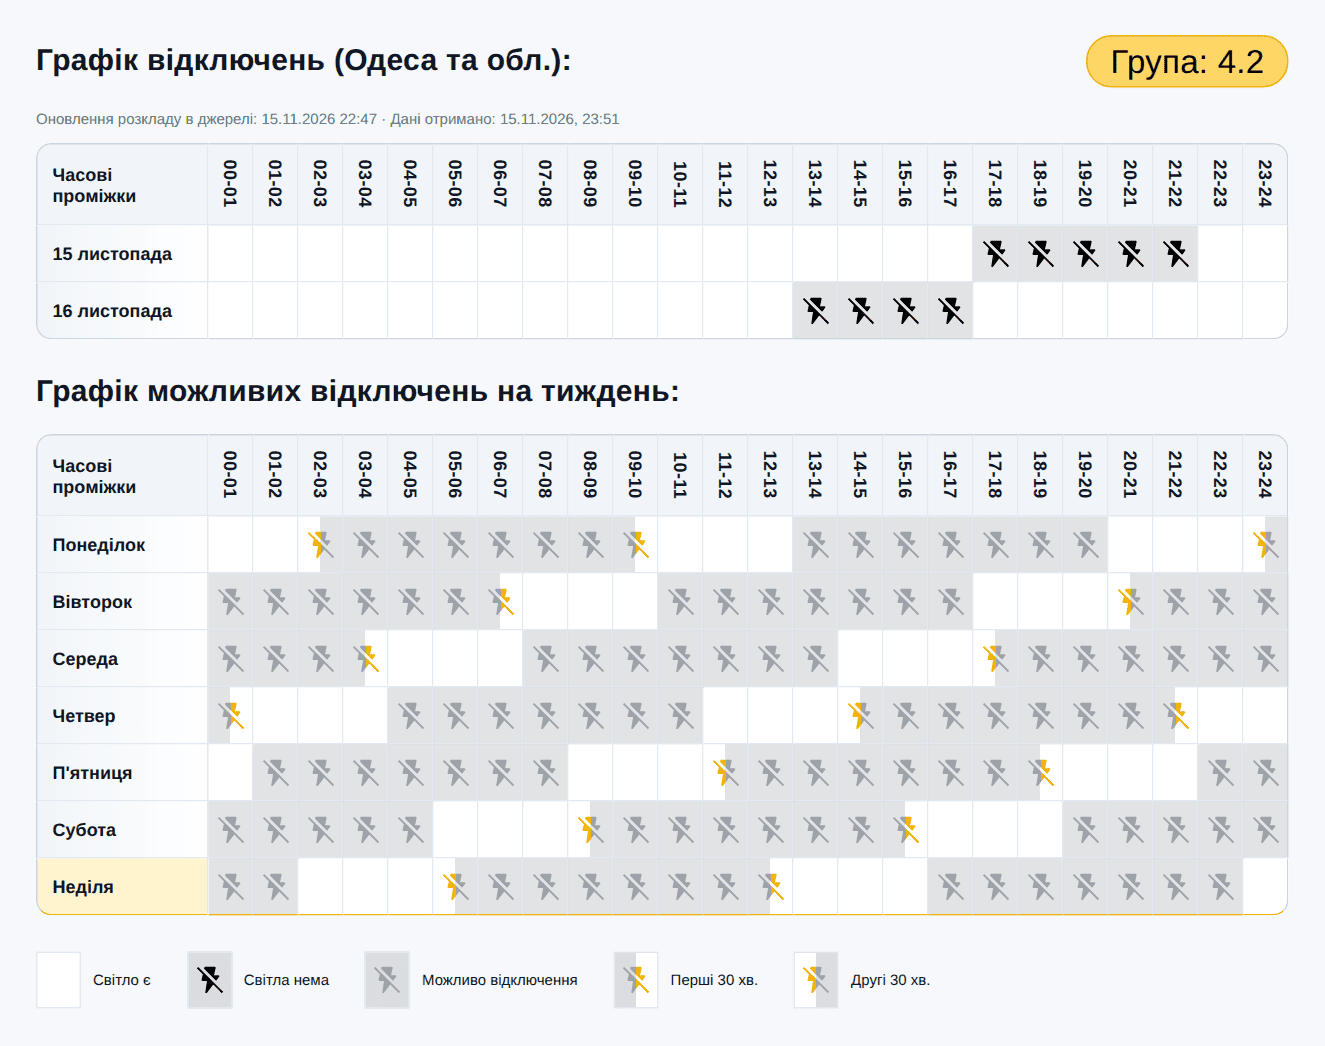 Графік відключень (Одеса та обл.):
Група: 4.2
Оновлення розкладу в джерелі: 15.11.2026 22:47 · Дані отримано: 15.11.2026, 23:51
Часові
проміжки
00-01 01-02 02-03 03-04 04-05 05-06 06-07 07-08 08-09 09-10 10-11 11-12 12-13 13-14 14-15 15-16 16-17 17-18 18-19 19-20 20-21 21-22 22-23 23-24
15 листопада
16 листопада
Графік можливих відключень на тиждень:
Часові
проміжки
00-01 01-02 02-03 03-04 04-05 05-06 06-07 07-08 08-09 09-10 10-11 11-12 12-13 13-14 14-15 15-16 16-17 17-18 18-19 19-20 20-21 21-22 22-23 23-24
Понеділок
Вівторок
Середа
Четвер
П'ятниця
Субота
Неділя
Світло є
Світла нема
Можливо відключення
Перші 30 хв.
Другі 30 хв.